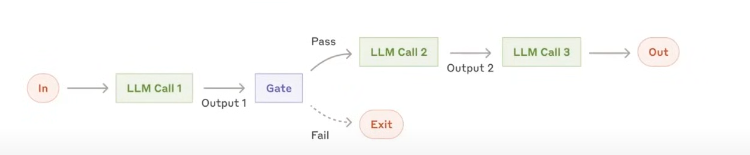 In
LLM Call 1
Output 1
Gate
Pass
LLM Call 2
Output 2
LLM Call 3
Out
Fail
Exit